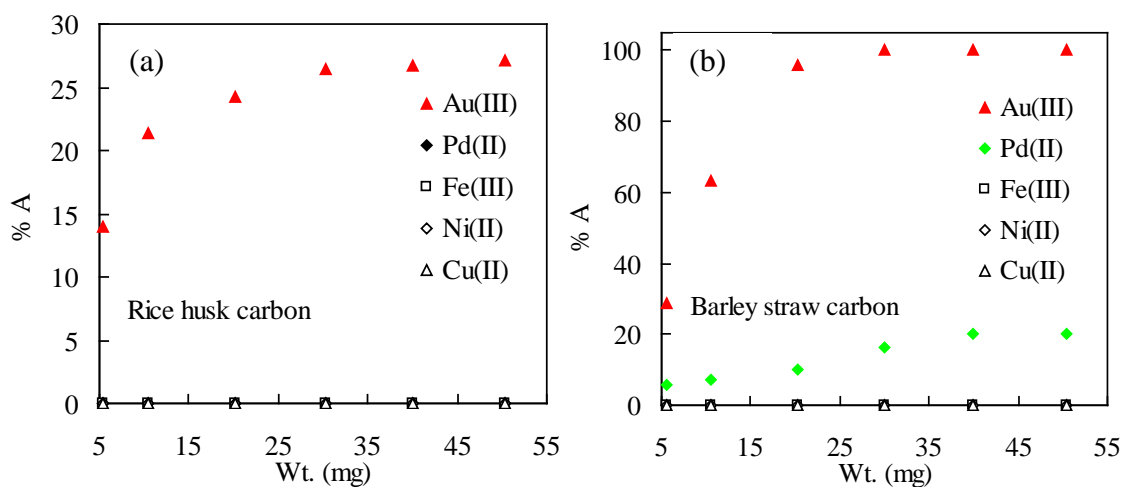 (a)
% A
30
25
20
15
10
5
0
Au(III)
Pd(II)
Fe(III)
Ni(II)
Cu(II)
Rice husk carbon
5 15 25 35 45 55
Wt. (mg)
(b)
% A
100
80
60
40
20
0
Au(III)
Pd(II)
Fe(III)
Ni(II)
Cu(II)
Barley straw carbon
5 15 25 35 45 55
Wt. (mg)